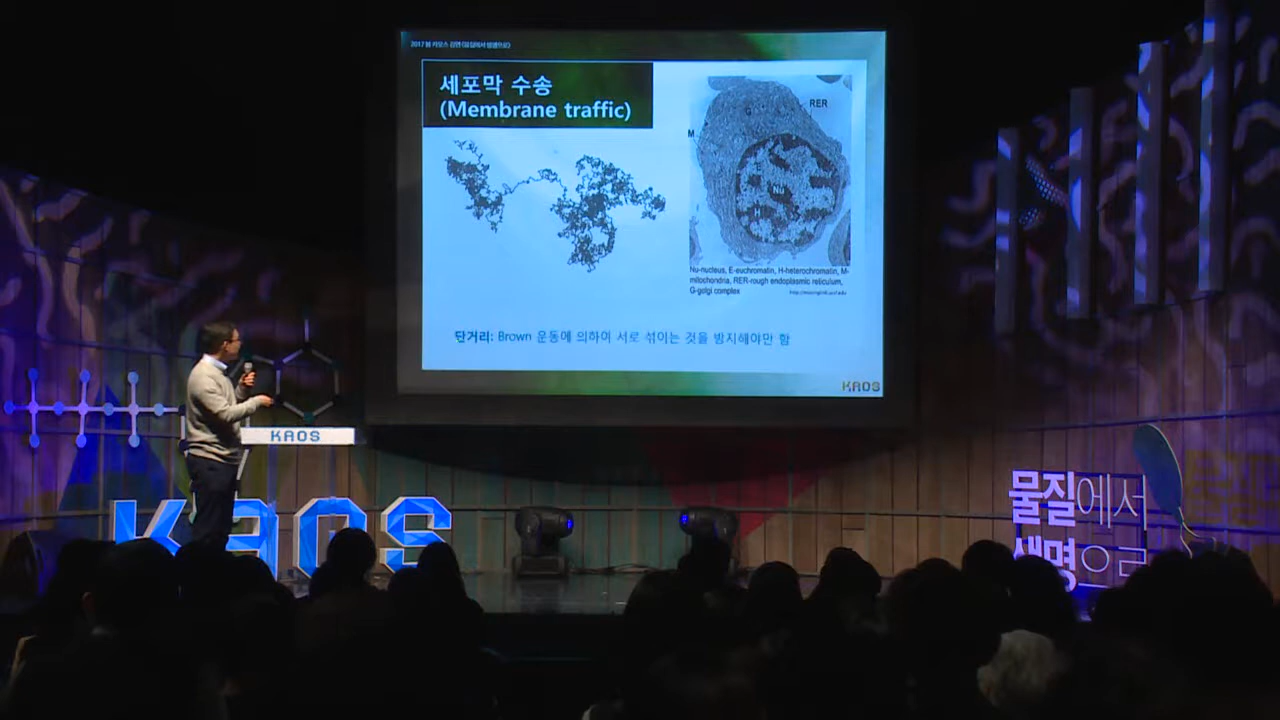 2017 봄 카오스 강연 《물질에서 생명으로》
세포막 수송
(Membrane traffic)
RER
M
Nu
Nu-nucleus, E-euchromatin, H-heterochromatin, M-
mitochondria, RER-rough endoplasmic reticulum,
G-golgi complex
단거리: Brown 운동에 의하여 서로 섞이는 것을 방지해야만 함
KAOS
KAOS
KAOS
물질에서
생명으로